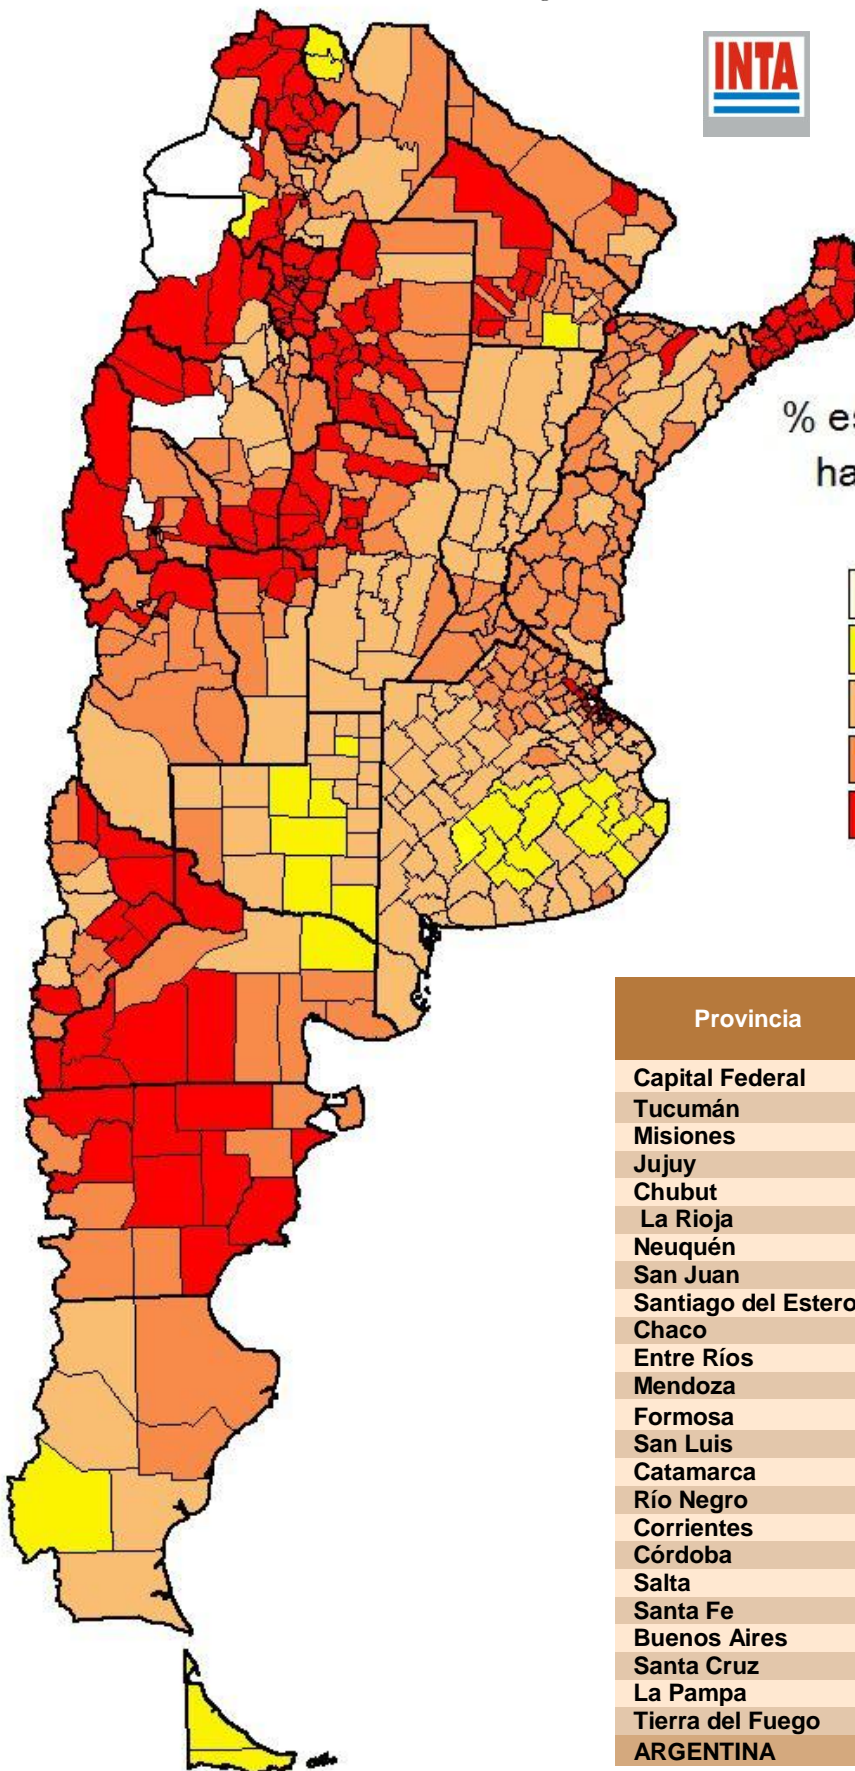 INTA
% es
ha
Provincia
Capital Federal
Tucumán
Misiones
Jujuy
Chubut
La Rioja
Neuquén
San Juan
Santiago del Estero
Chaco
Entre Ríos
Mendoza
Formosa
San Luis
Catamarca
Río Negro
Corrientes
Córdoba
Salta
Santa Fe
Buenos Aires
Santa Cruz
La Pampa
Tierra del Fuego
ARGENTINA